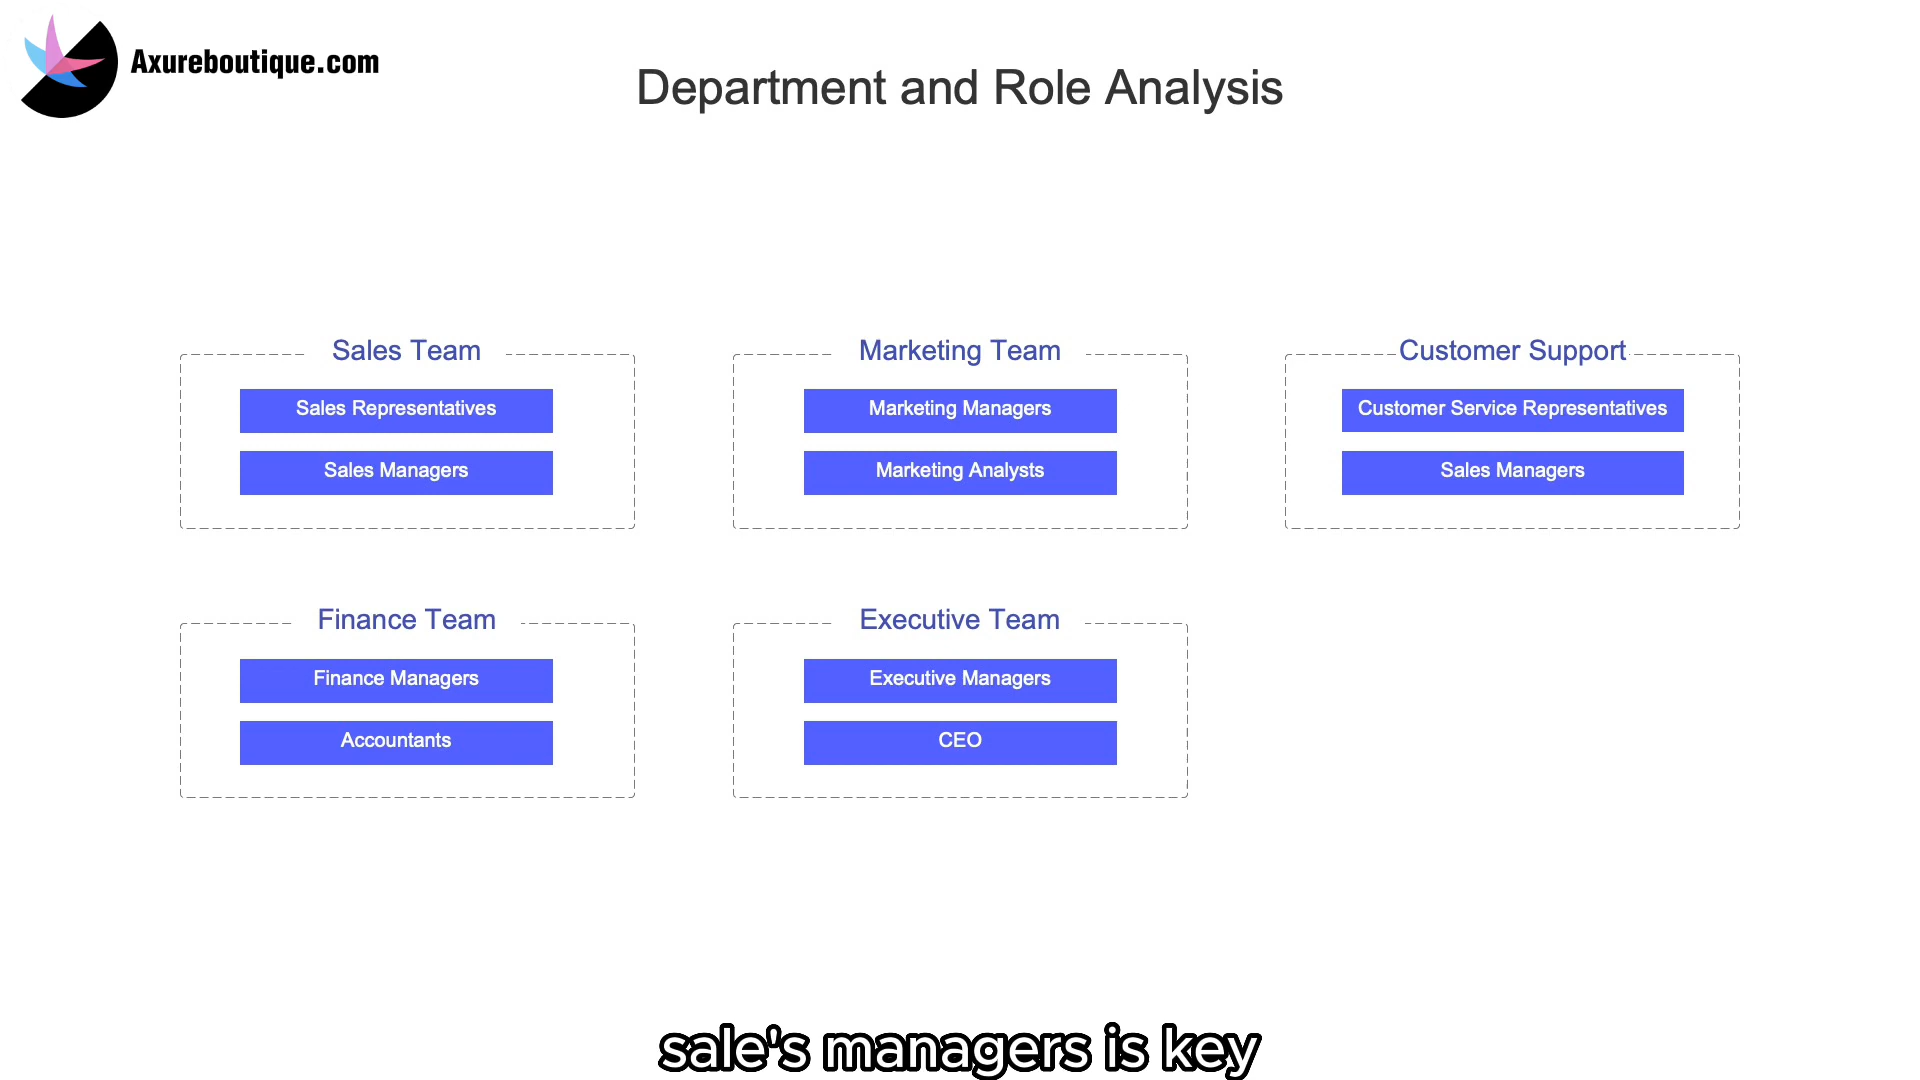 Axureboutique.com
Department and Role Analysis
Sales Team
Sales Representatives
Sales Managers
Marketing Team
Marketing Managers
Marketing Analysts
Customer Support
Customer Service Representatives
Sales Managers
Finance Team
Finance Managers
Accountants
Executive Team
Executive Managers
CEO
sale's managers is key